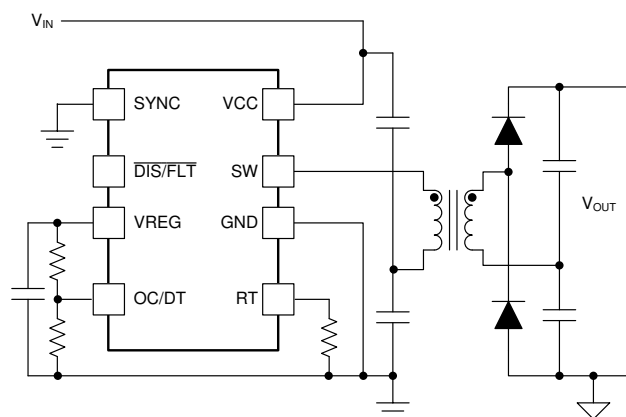 VIN
SYNC VCC
DIS/FLT SW
VREG GND
VOUT
OC/DT RT